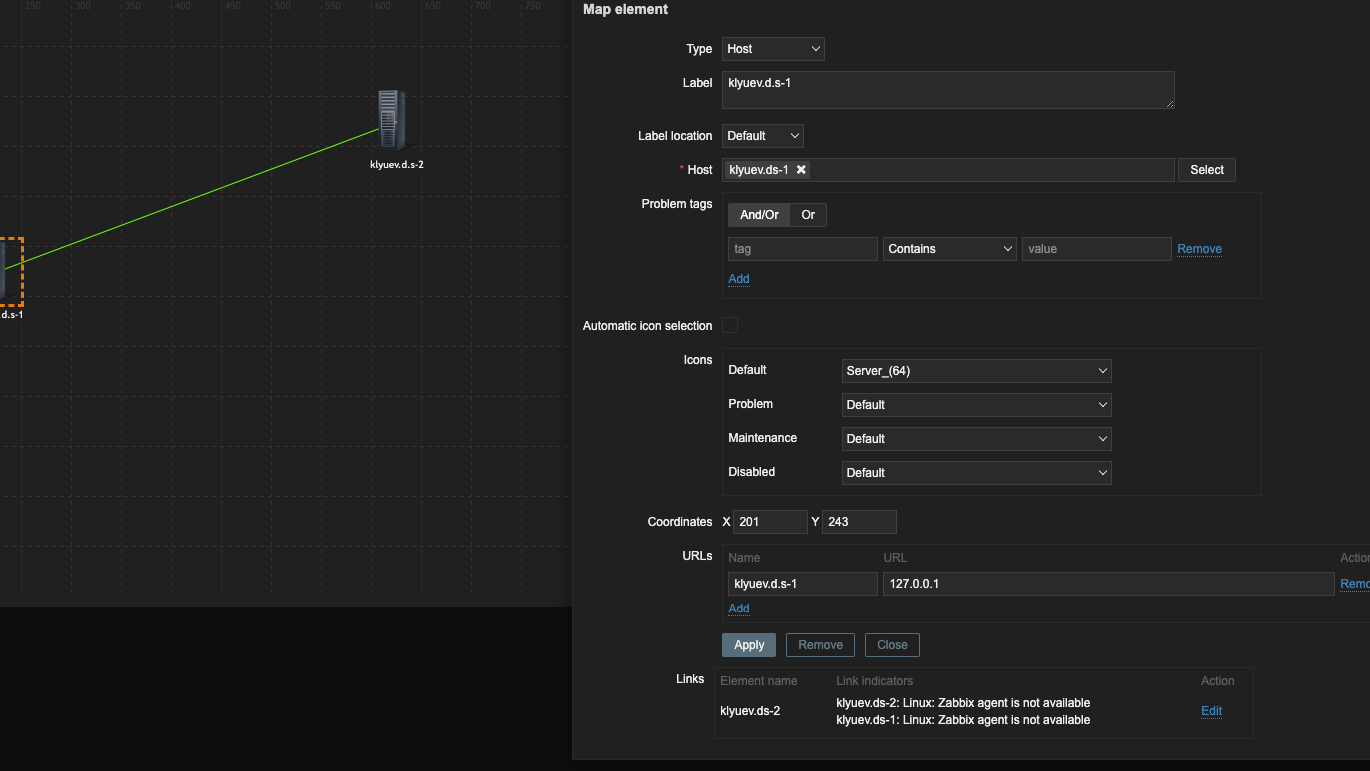 250 300 350 400 450 500 550 600 650 700 750
klyuev.d.s-2
d.s-1
Map element
Type Host
Label klyuev.d.s-1
Label location Default
* Host klyuev.ds-1 Select
Problem tags And/Or Or
tag Contains value Remove
Add
Automatic icon selection
Icons
Default Server_(64)
Problem Default
Maintenance Default
Disabled Default
Coordinates X 201 Y 243
URLs Name URL Action
klyuev.d.s-1 127.0.0.1 Remo
Add
Apply Remove Close
Links Element name Link indicators Action
klyuev.ds-2 klyuev.ds-2: Linux: Zabbix agent is not available Edit
klyuev.ds-1: Linux: Zabbix agent is not available